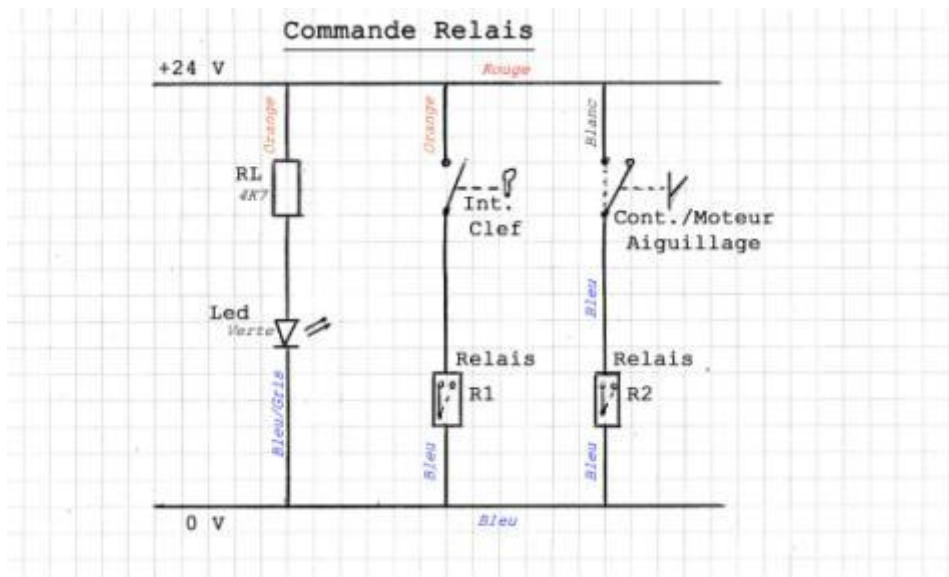 Commande Relais
+24 V
Rouge
Orange
Orange
Blanc
RL
4K7
Int.
Clef
Cont./Moteur
Aiguillage
Bleu
Led
Verte
Relais
R1
Relais
R2
Bleu/Gris
Bleu
Bleu
0 V
Bleu